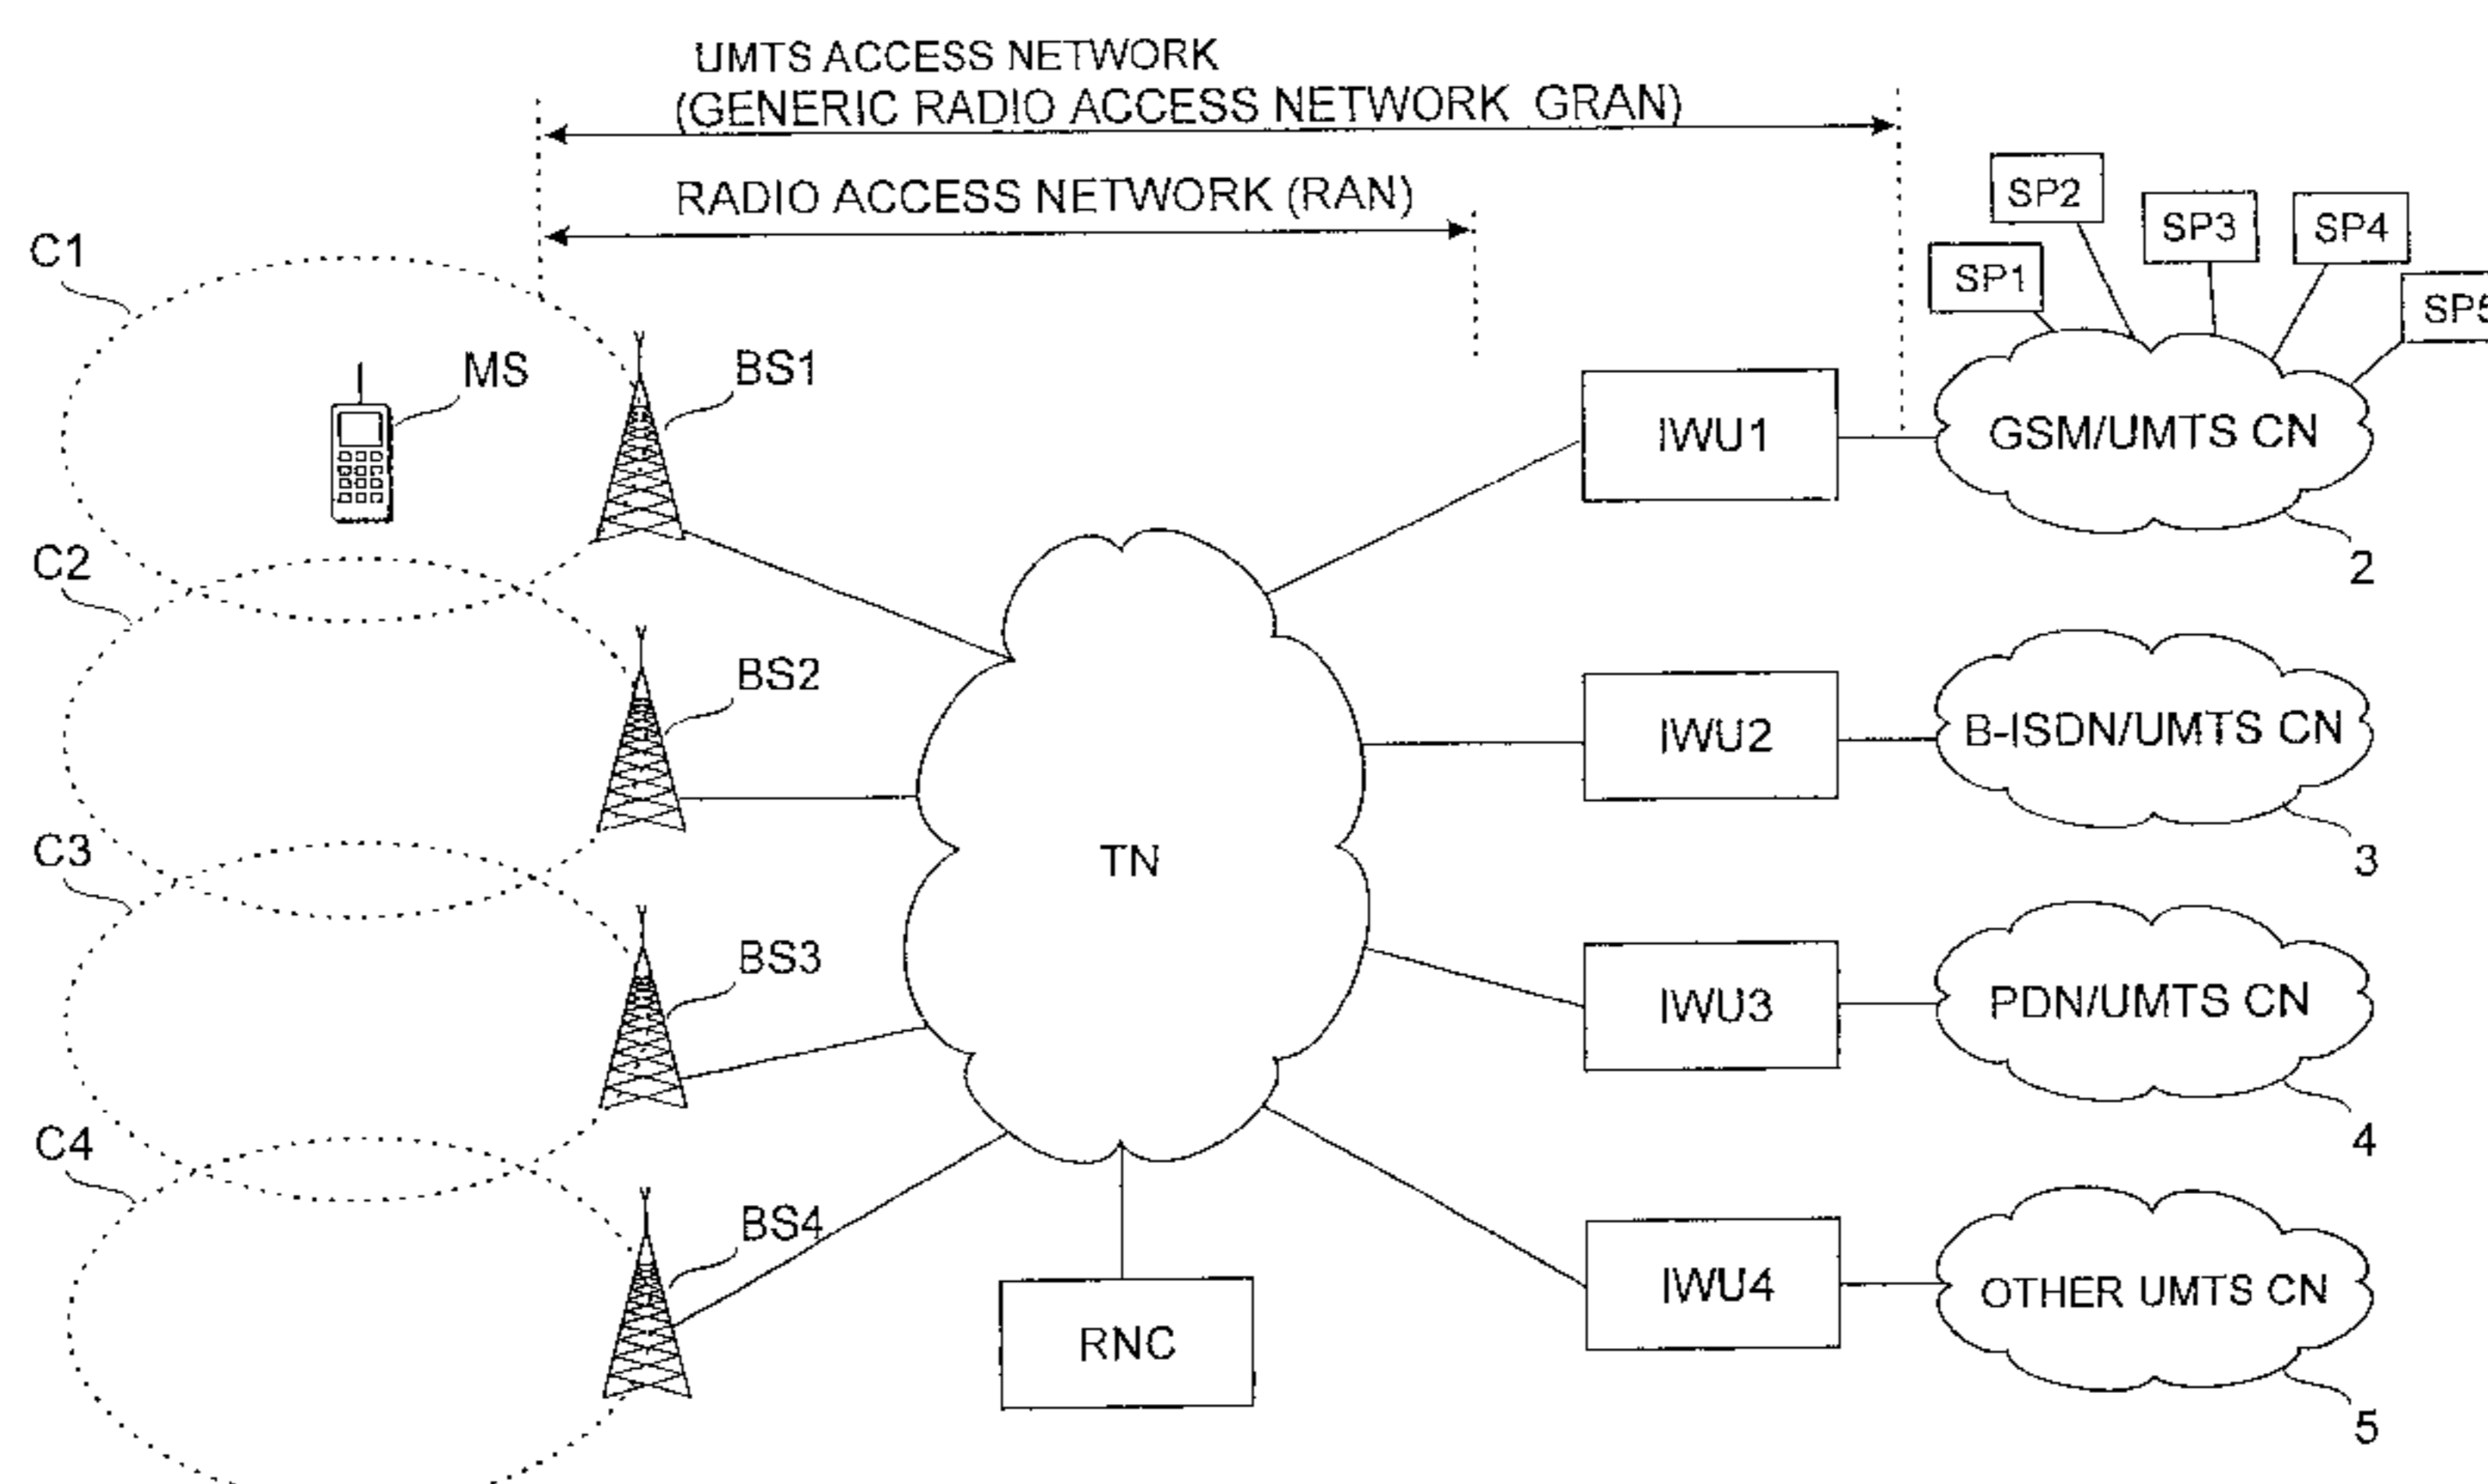 UMTS ACCESS NETWORK
(GENERIC RADIO ACCESS NETWORK GRAN)
RADIO ACCESS NETWORK (RAN)
SP2
SP3
SP4
SP1
SP5
C1
MS
BS1
IWU1
GSM/UMTS CN
2
C2
BS2
IWU2
B-ISDN/UMTS CN
3
C3
TN
BS3
IWU3
PDN/UMTS CN
4
C4
BS4
RNC
IWU4
OTHER UMTS CN
5